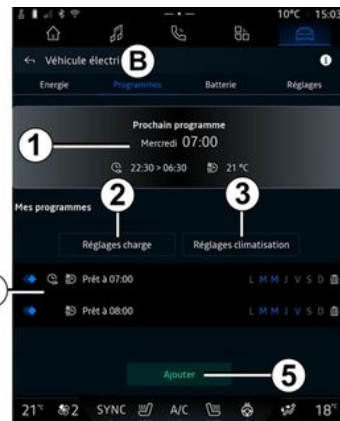 10°C 15:03
Véhicule électri B
Energie Programmes Batterie Réglages
Prochain programme
1 Mercredi 07:00
22:30 > 06:30 21 °C
2 3
Mes programmes
Réglages charge Réglages climatisation
Prêt à 07:00 L M M J V S D
Prêt à 08:00 L M M J V S D
Ajouter 5
21°C 2 SYNC A/C 18°C